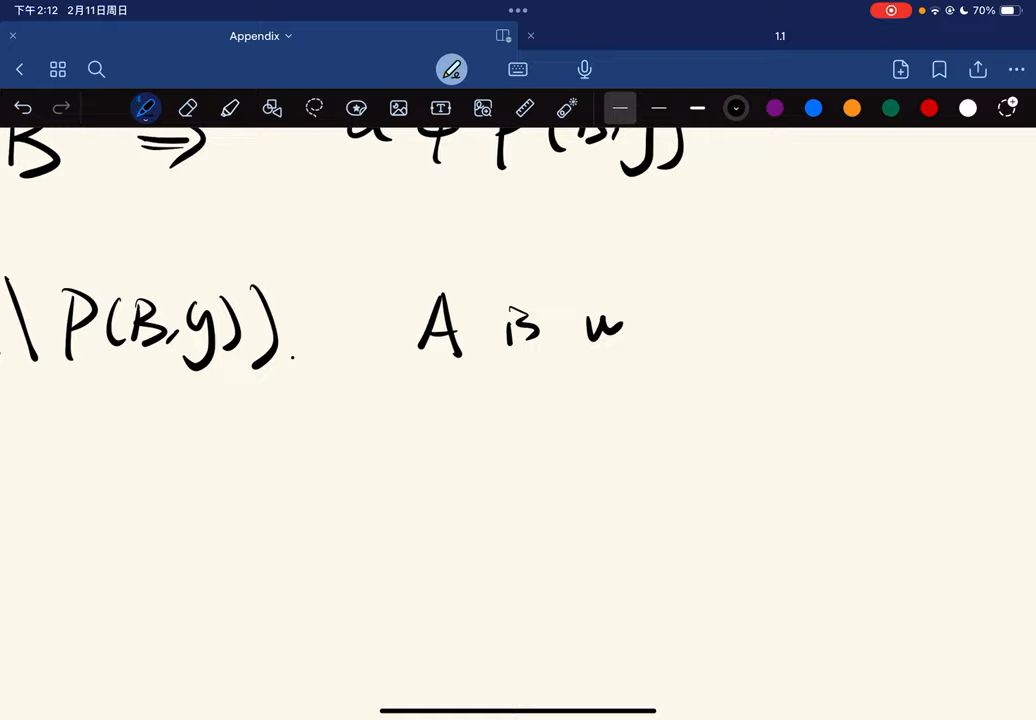 下午2:12 2月11日周日
70%
Appendix
1.1
B ⇒ a ∉ P(B,y)
\ P(B,y)). A is w